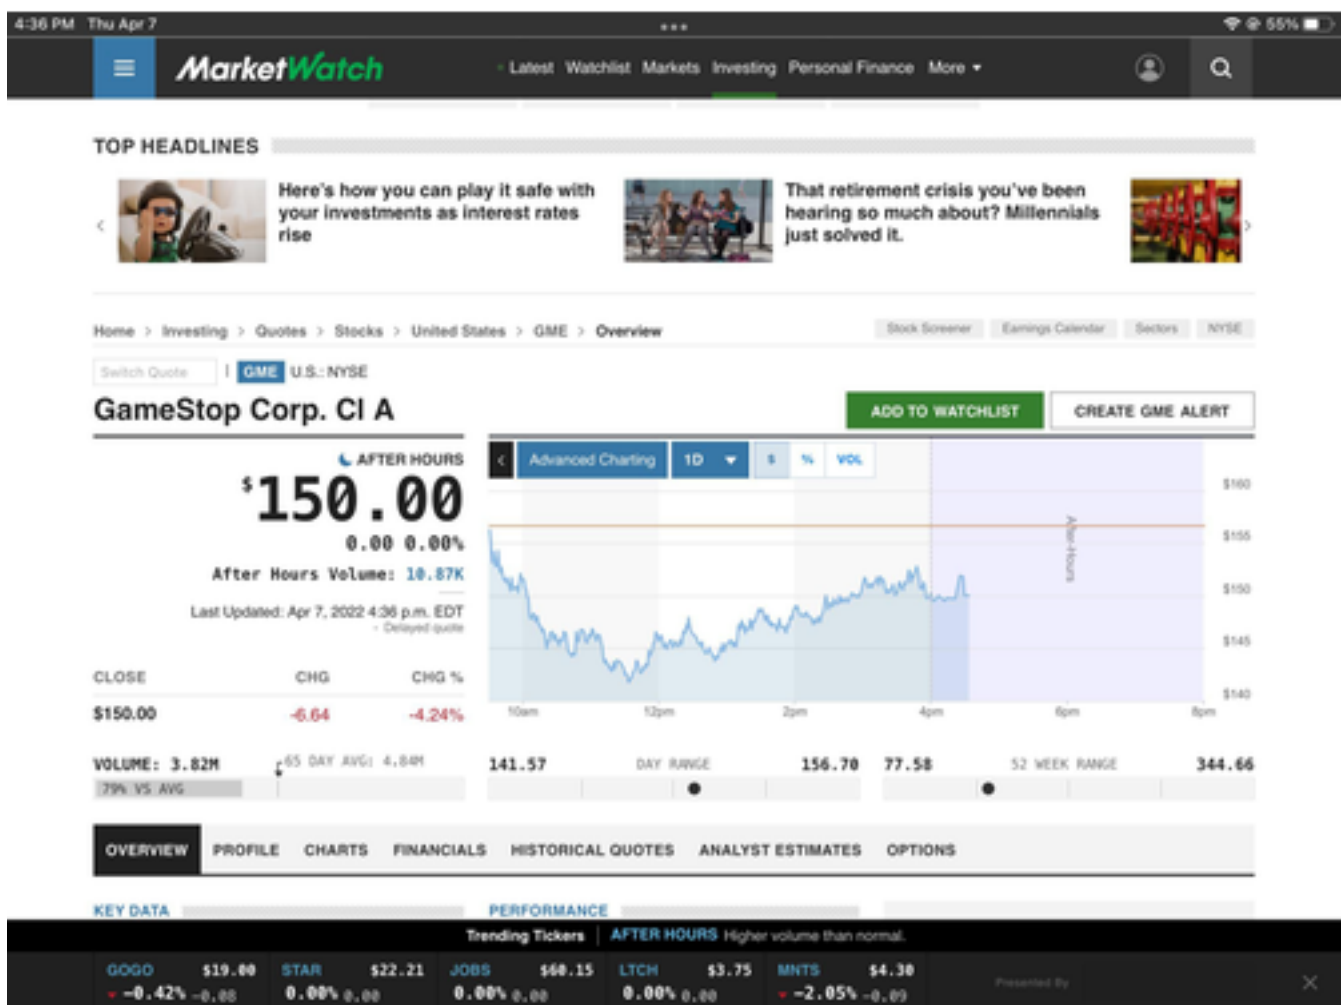 4:36 PM Thu Apr 7
55%
MarketWatch
Latest Watchlist Markets Investing Personal Finance More
TOP HEADLINES
Here's how you can play it safe with
your investments as interest rates
rise
That retirement crisis you've been
hearing so much about? Millennials
just solved it.
Home > Investing > Quotes > Stocks > United States > GME > Overview
Stock Screener Earnings Calendar Sectors NYSE
Switch Quote | GME U.S.: NYSE
GameStop Corp. Cl A
ADD TO WATCHLIST CREATE GME ALERT
AFTER HOURS
$150.00
0.00 0.00%
After Hours Volume: 10.87K
Last Updated: Apr 7, 2022 4:36 p.m. EDT
Delayed quote
CLOSE CHG CHG %
$150.00 -6.64 -4.24%
Advanced Charting 1D $ % VOL
$160
$155
$150
$145
$140
After-Hours
10am 12pm 2pm 4pm 6pm 8pm
VOLUME: 3.82M 65 DAY AVG: 4.84M
79% VS AVG
141.57 DAY RANGE 156.70
77.58 52 WEEK RANGE 344.66
OVERVIEW PROFILE CHARTS FINANCIALS HISTORICAL QUOTES ANALYST ESTIMATES OPTIONS
KEY DATA PERFORMANCE
Trending Tickers | AFTER HOURS Higher volume than normal.
GOGO $19.00 STAR $22.21 JOBS $60.15 LTCH $3.75 MNTS $4.30
-0.42% -0.08 0.00% 0.00 0.00% 0.00 0.00% 0.00 -2.05% -0.09
Presented By